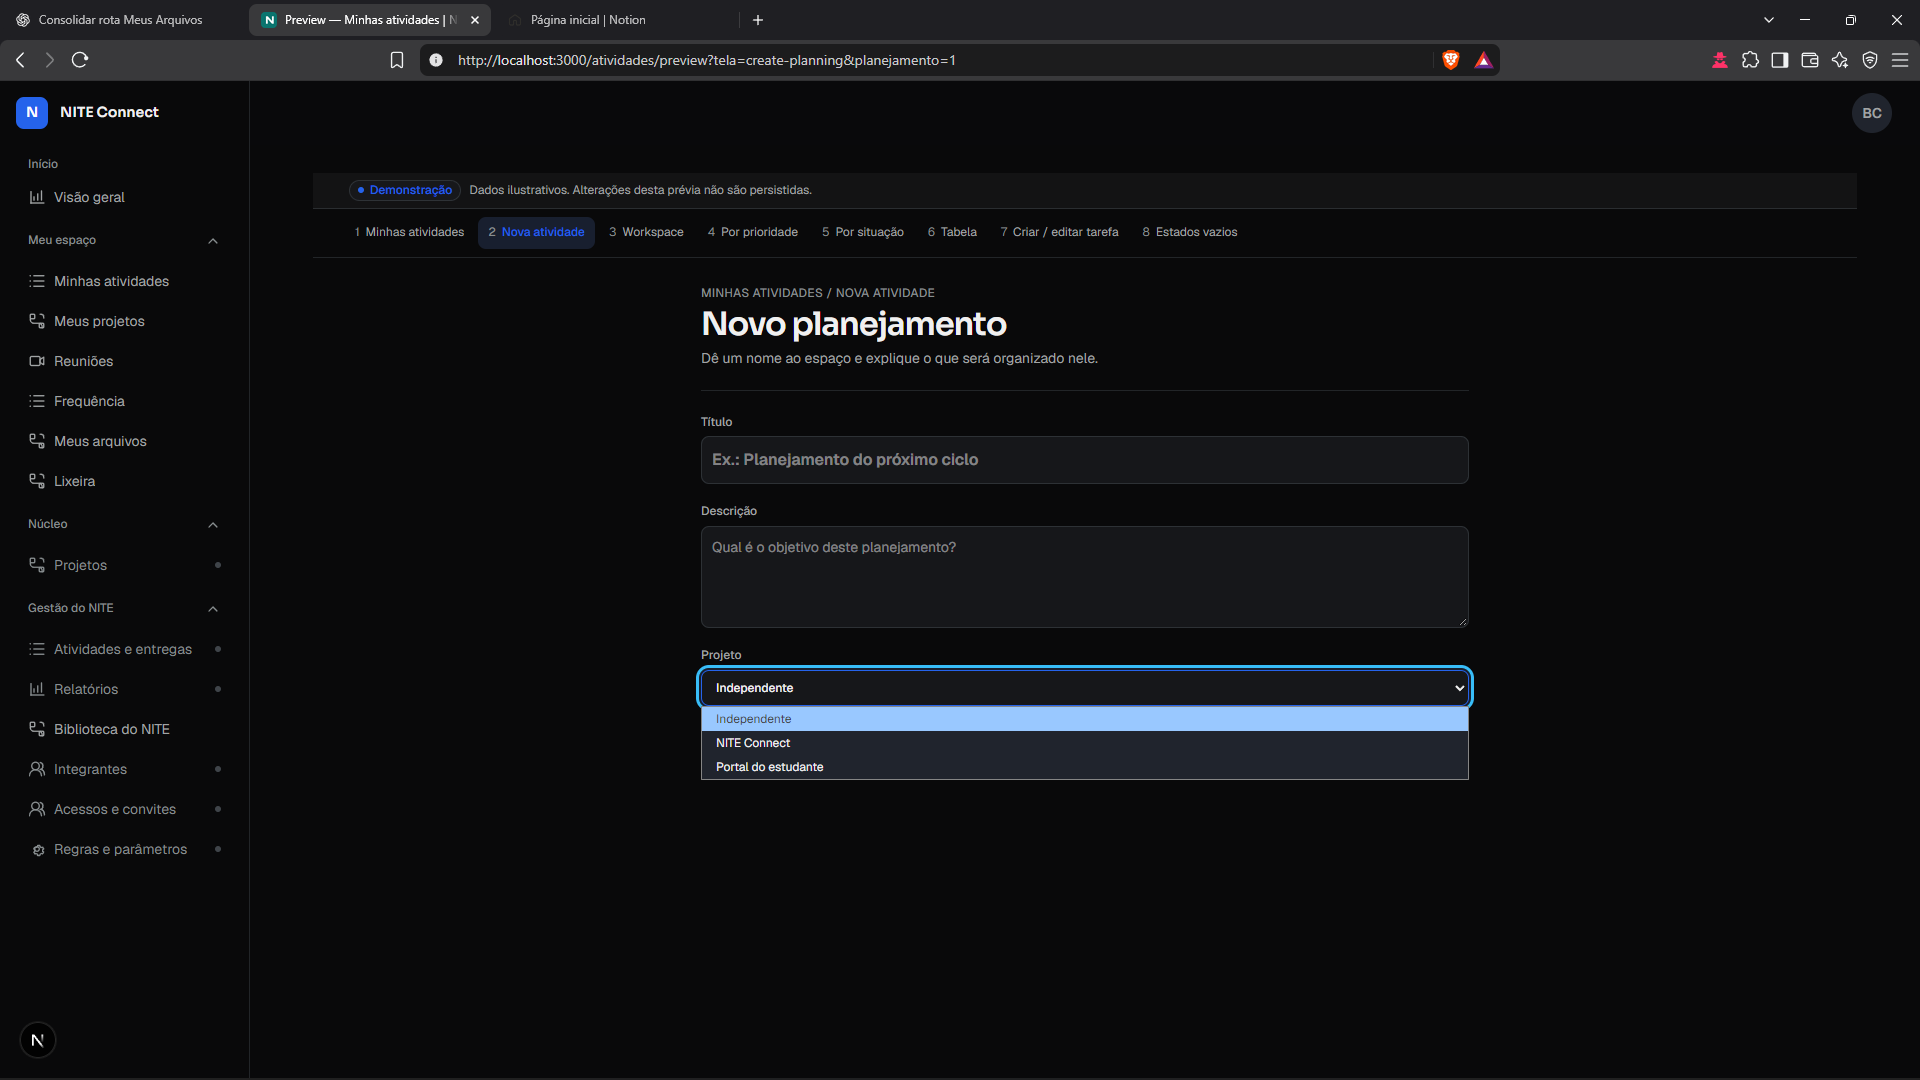 Consolidar rota Meus Arquivos
N Preview — Minhas atividades | N
Página inicial | Notion
http://localhost:3000/atividades/preview?tela=create-planning&planejamento=1
N NITE Connect
BC
Início
Visão geral
Meu espaço
Minhas atividades
Meus projetos
Reuniões
Frequência
Meus arquivos
Lixeira
Núcleo
Projetos
Gestão do NITE
Atividades e entregas
Relatórios
Biblioteca do NITE
Integrantes
Acessos e convites
Regras e parâmetros
N
Demonstração Dados ilustrativos. Alterações desta prévia não são persistidas.
1 Minhas atividades 2 Nova atividade 3 Workspace 4 Por prioridade 5 Por situação 6 Tabela 7 Criar / editar tarefa 8 Estados vazios
MINHAS ATIVIDADES / NOVA ATIVIDADE
Novo planejamento
Dê um nome ao espaço e explique o que será organizado nele.
Título
Ex.: Planejamento do próximo ciclo
Descrição
Qual é o objetivo deste planejamento?
Projeto
Independente
Independente
NITE Connect
Portal do estudante